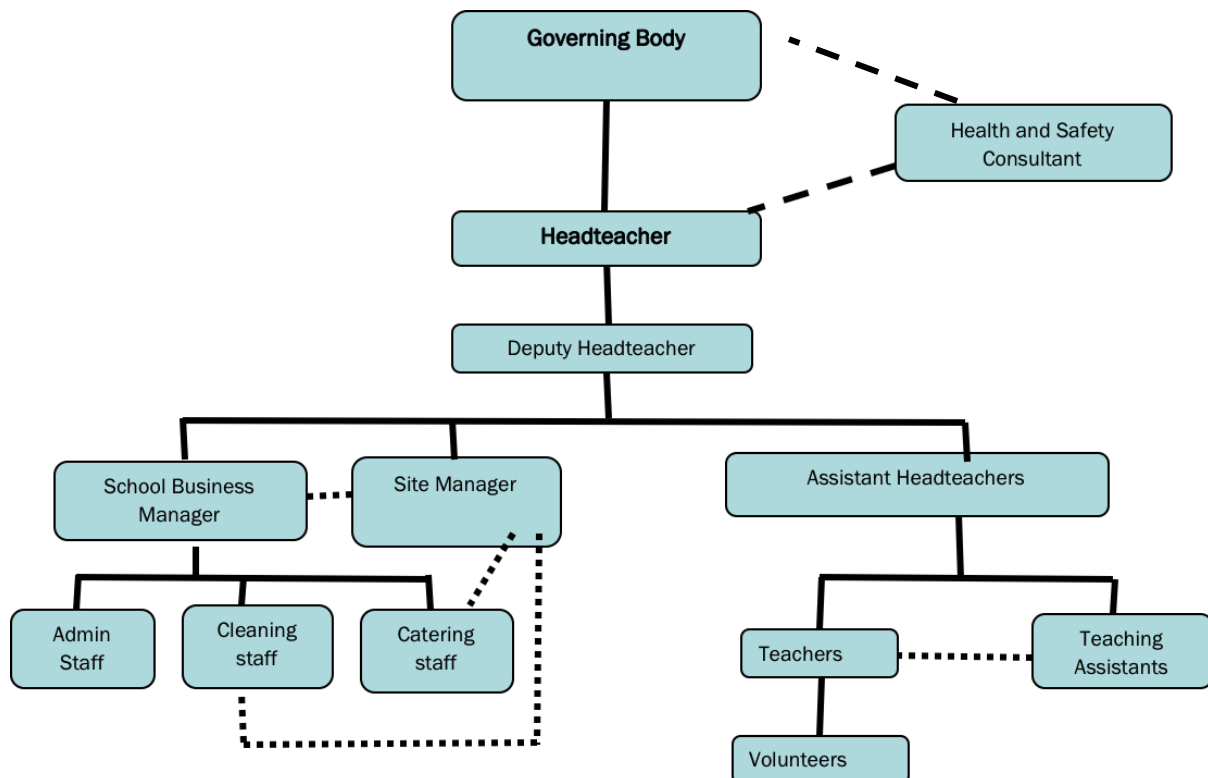 Governing Body
Health and Safety
Consultant
Headteacher
Deputy Headteacher
School Business
Manager
Site Manager
Assistant Headteachers
Admin
Staff
Cleaning
staff
Catering
staff
Teachers
Teaching
Assistants
Volunteers